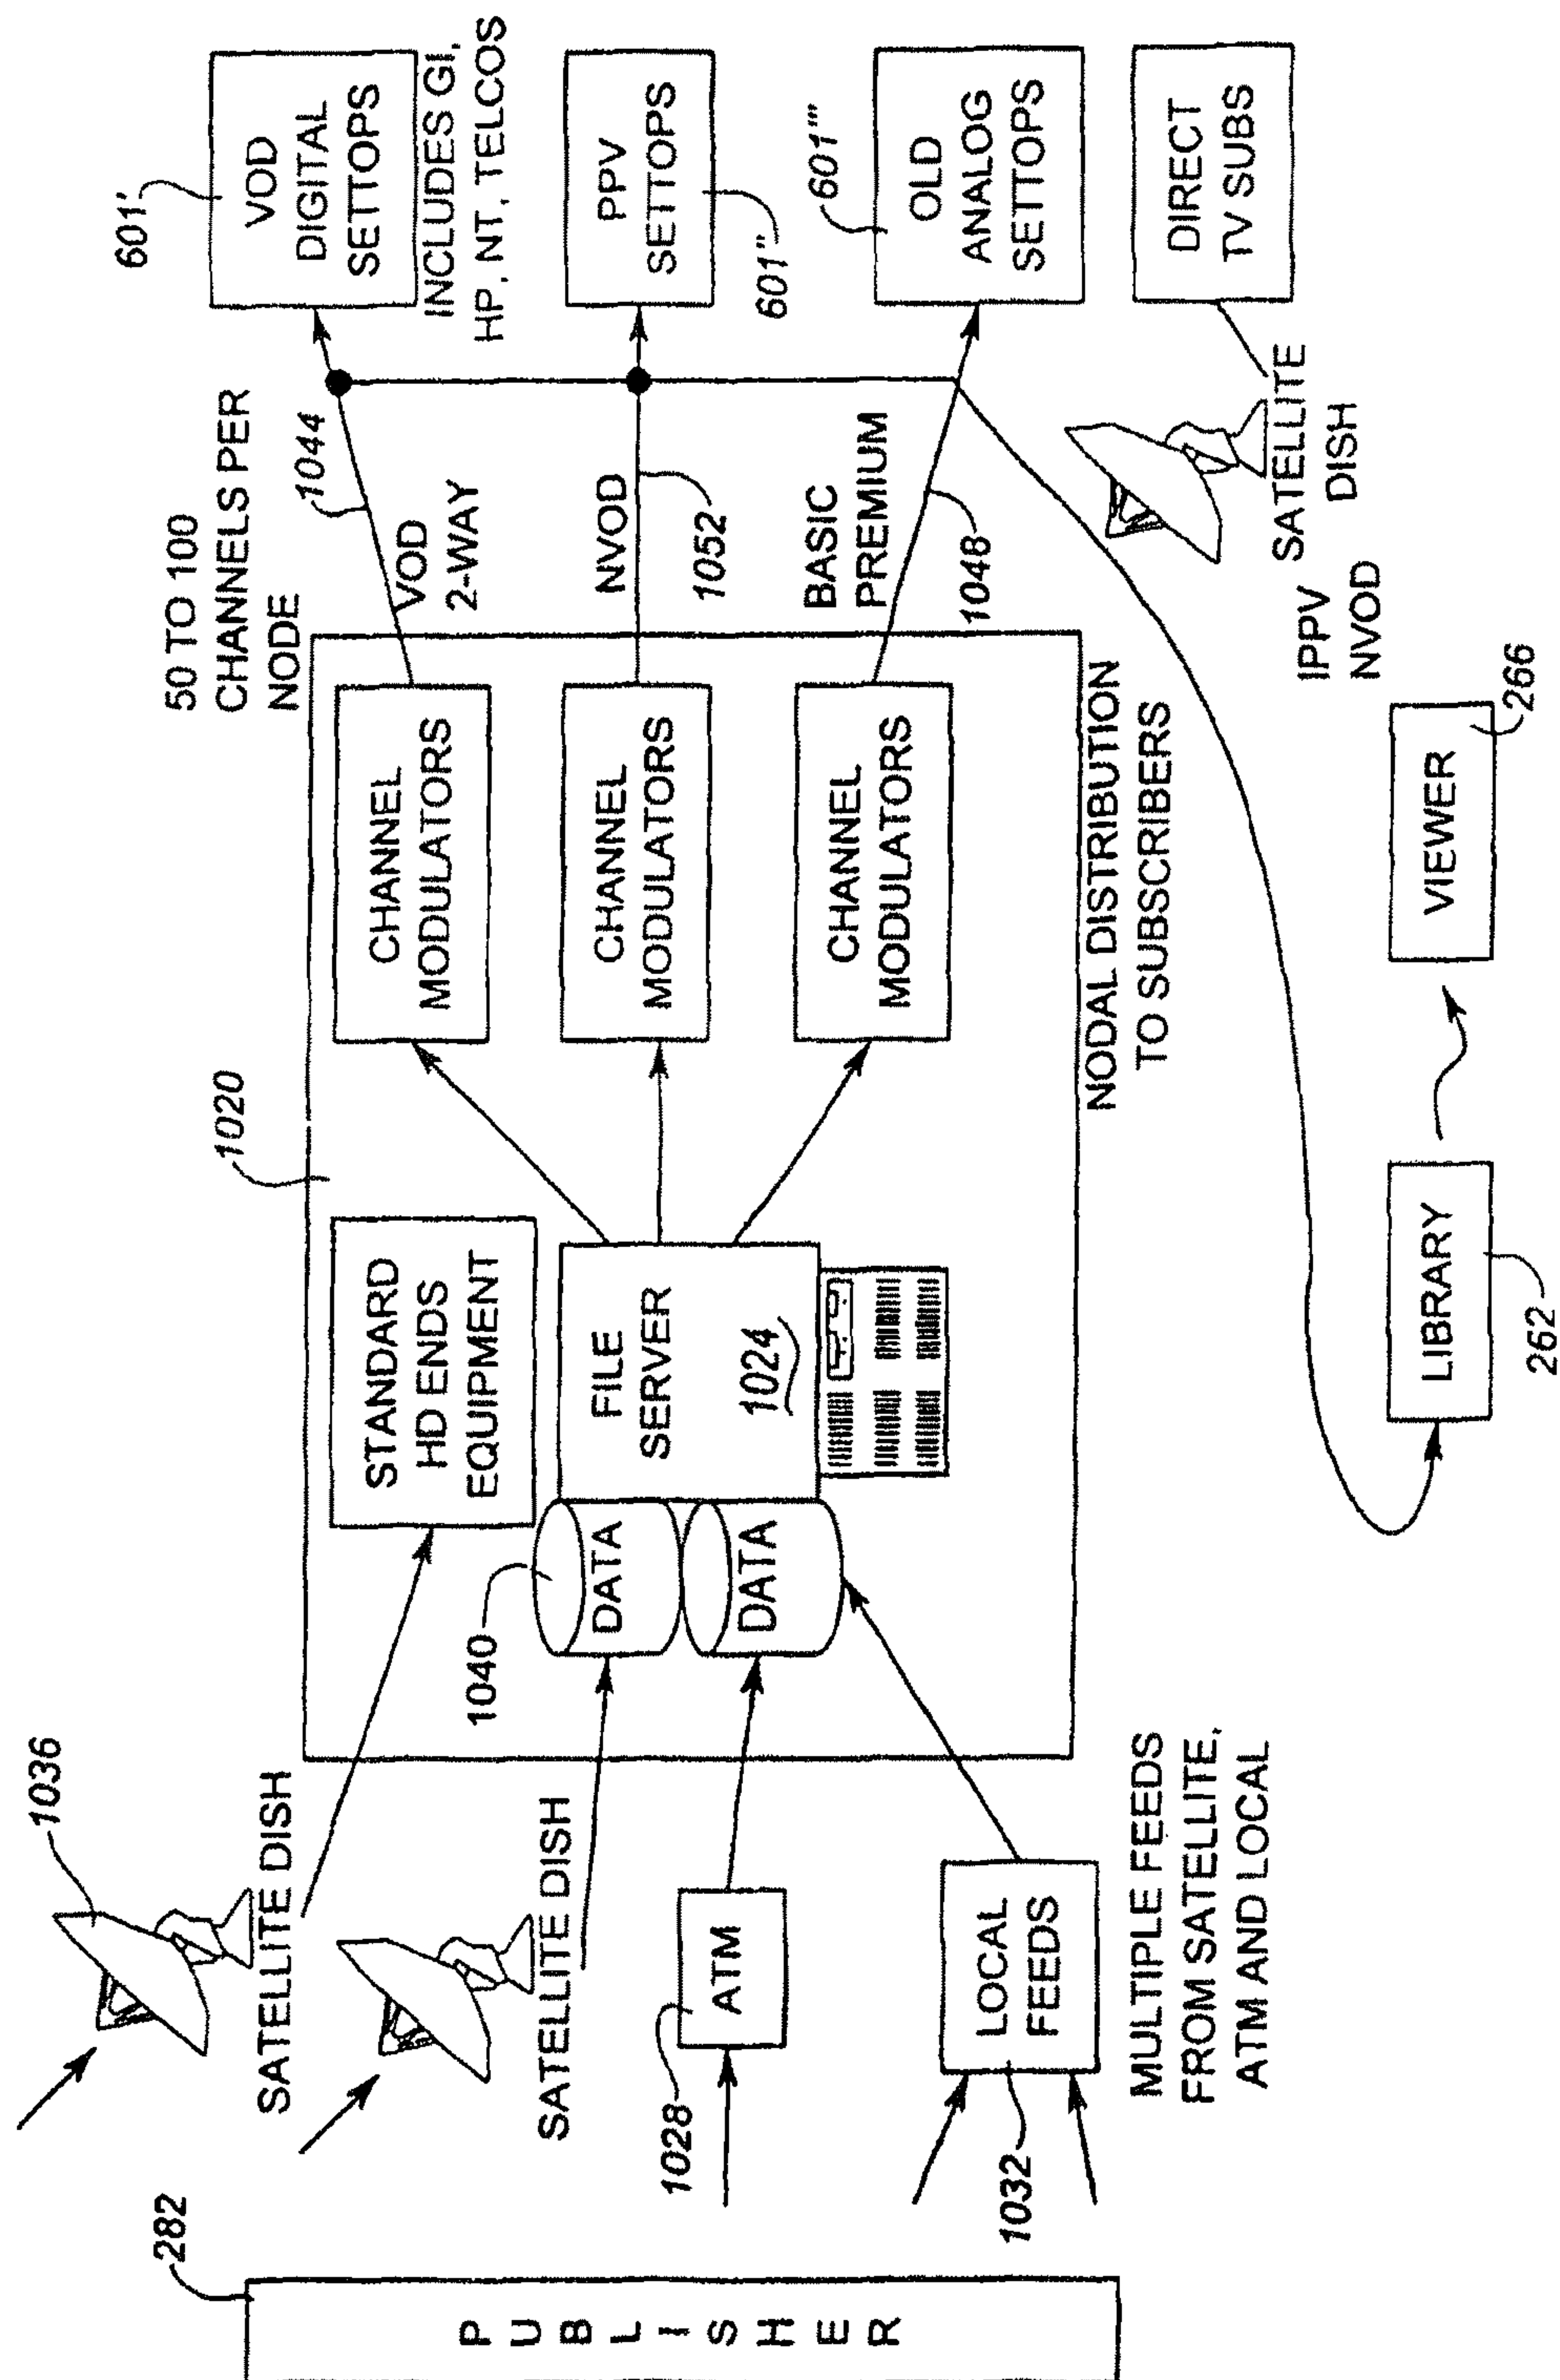 282
P U B L I S H E R
1036
SATELLITE DISH
SATELLITE DISH
1028
ATM
1032
LOCAL
FEEDS
MULTIPLE FEEDS
FROM SATELLITE,
ATM AND LOCAL
1020
STANDARD
HD ENDS
EQUIPMENT
1040
DATA
DATA
FILE
SERVER
1024
CHANNEL
MODULATORS
CHANNEL
MODULATORS
CHANNEL
MODULATORS
NODAL DISTRIBUTION
TO SUBSCRIBERS
50 TO 100
CHANNELS PER
NODE
1044
VOD
2-WAY
NVOD
1052
BASIC
PREMIUM
1048
601'
VOD
DIGITAL
SETTOPS
INCLUDES GI,
HP, NT, TELCOS
PPV
SETTOPS
601"
601'"
OLD
ANALOG
SETTOPS
DIRECT
TV SUBS
SATELLITE
DISH
IPPV
NVOD
LIBRARY
262
VIEWER
266